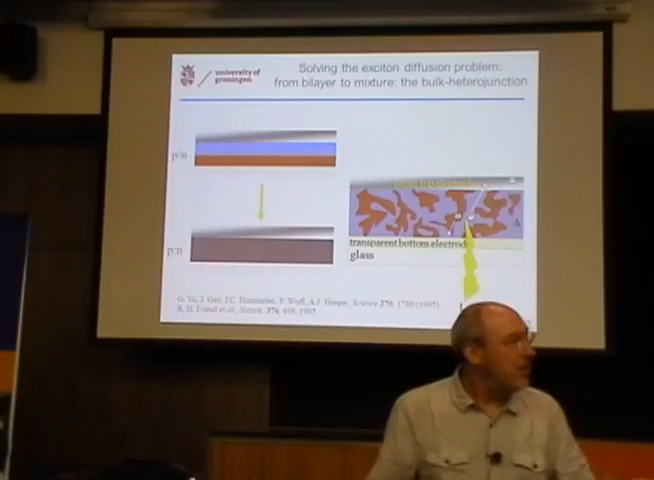 university of
groningen
Solving the exciton diffusion problem:
from bilayer to mixture: the bulk-heterojunction
p/n
p:n
transparent bottom electrod
glass
G. Yu, J. Gao, J.C. Hummelen, F. Wudl, A.J. Heeger, Science 270, 1789 (1995)
R. H. Friend et al., Nature, 376, 498, 1995